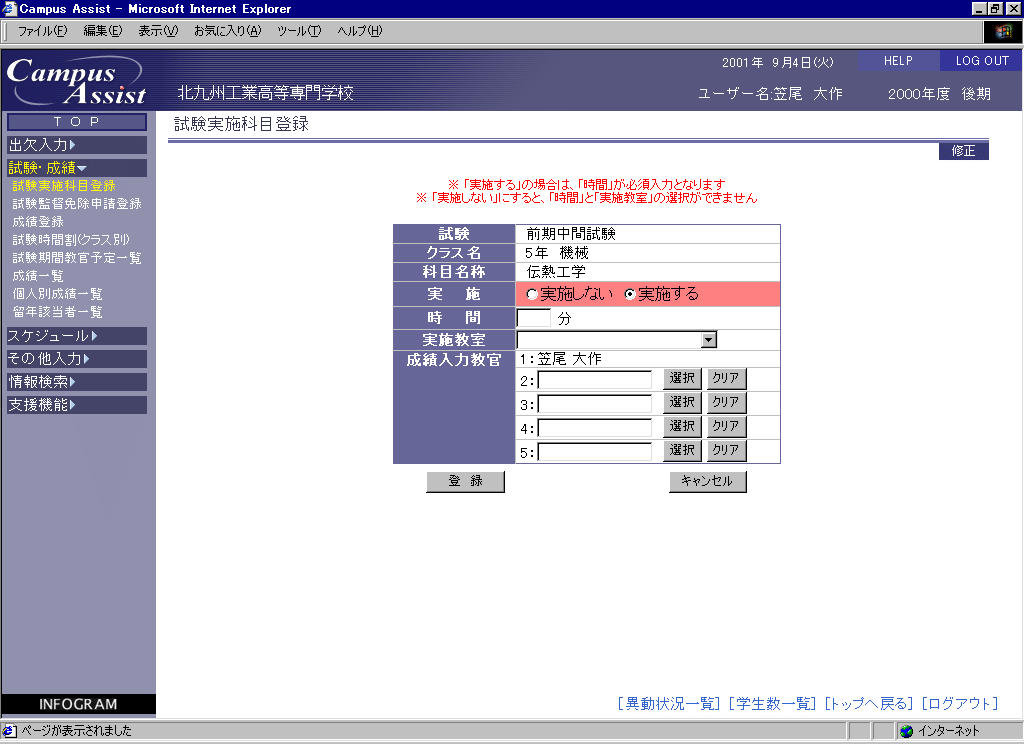 Campus Assist - Microsoft Internet Explorer
ファイル(F) 編集(E) 表示(V) お気に入り(A) ツール(T) ヘルプ(H)
Campus Assist
2001年 9月4日(火) HELP LOG OUT
北九州工業高等専門学校 ユーザー名:笠尾 大作 2000年度 後期
TOP
出欠入力
試験・成績
試験実施科目登録
試験監督免除申請登録
成績登録
試験時間割(クラス別)
試験期間教官予定一覧
成績一覧
個人別成績一覧
留年該当者一覧
スケジュール
その他入力
情報検索
支援機能
INFOGRAM
試験実施科目登録
修正
※「実施する」の場合は、「時間」が必須入力となります
※「実施しない」にすると、「時間」と「実施教室」の選択ができません
試験 前期中間試験
クラス名 5年 機械
科目名称 伝熱工学
実 施 実施しない 実施する
時 間 分
実施教室
成績入力教官 1:笠尾 大作
2: 選択 クリア
3: 選択 クリア
4: 選択 クリア
5: 選択 クリア
登 録 キャンセル
[異動状況一覧] [学生数一覧] [トップへ戻る] [ログアウト]
ページが表示されました インターネット